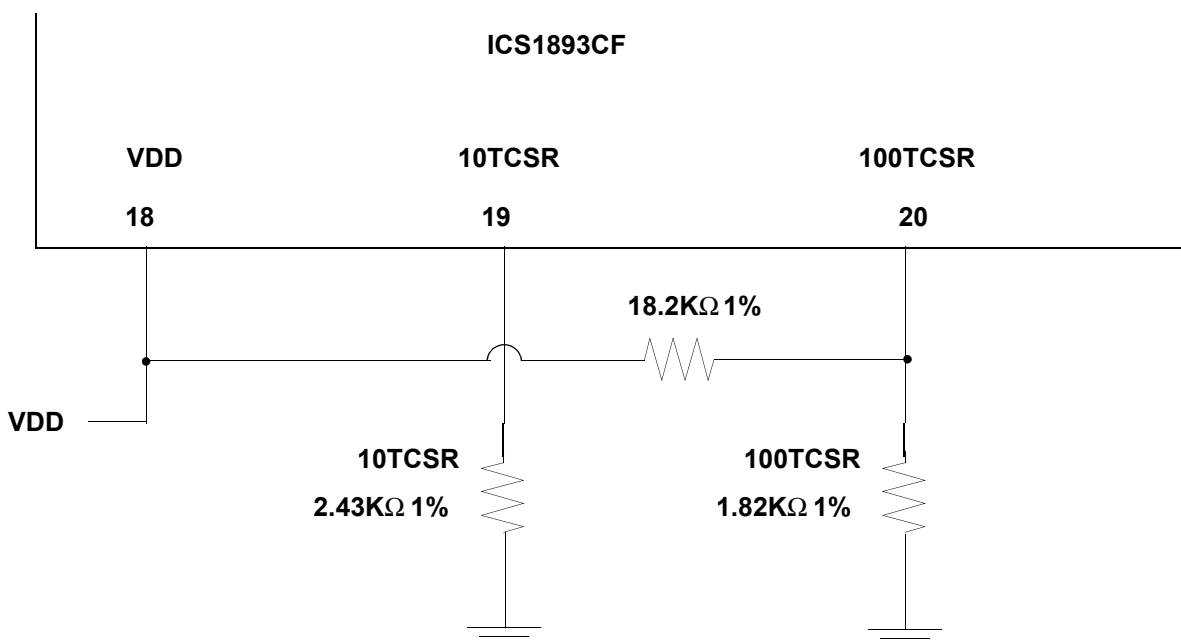 ICS1893CF
VDD
10TCSR
100TCSR
18
19
20
18.2KΩ 1%
VDD
10TCSR
2.43KΩ 1%
100TCSR
1.82KΩ 1%